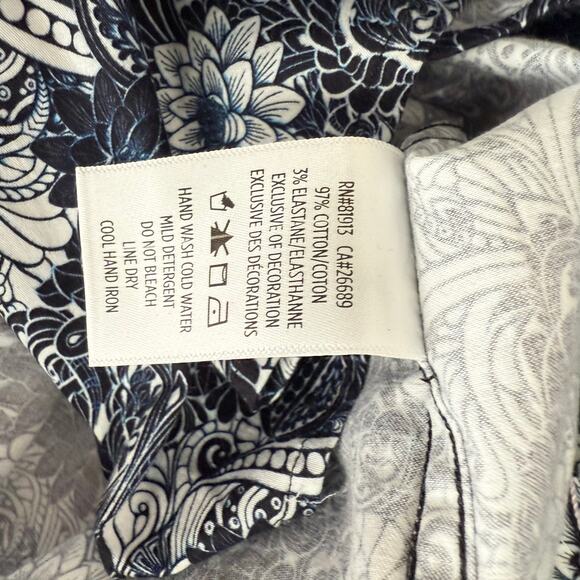 RN#81913 CA#26689
97% COTTON/COTON
3% ELASTANE/ELASTHANNE
EXCLUSIVE OF DECORATION
EXCLUSIVE DES DÉCORATIONS
HAND WASH COLD WATER
MILD DETERGENT
DO NOT BLEACH
LINE DRY
COOL HAND IRON